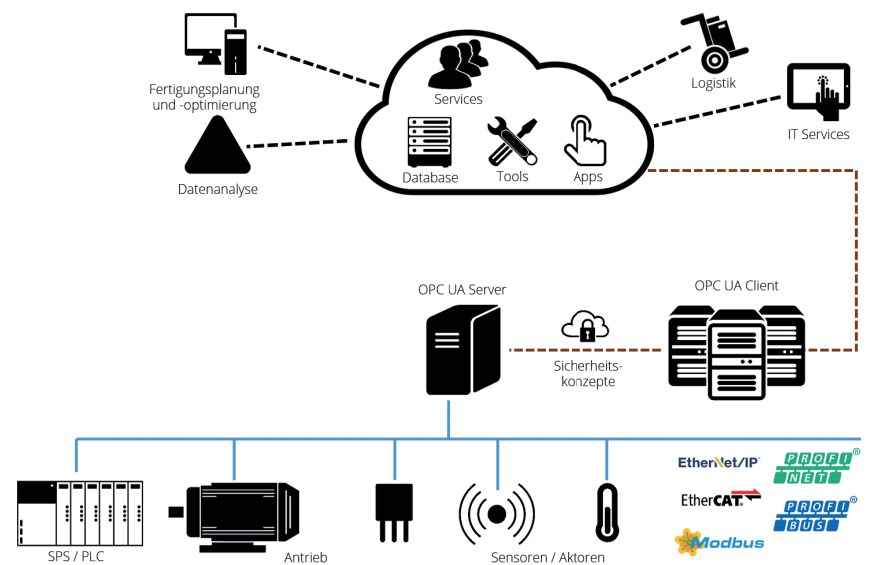 Fertigungsplanung
und -optimierung
Datenanalyse
Services
Database
Tools
Apps
Logistik
IT Services
OPC UA Server
OPC UA Client
Sicherheits-
konzepte
SPS / PLC
Antrieb
Sensoren / Aktoren
EtherNet/IP
PROFI®
NET
EtherCAT
PROFI®
BUS
Modbus